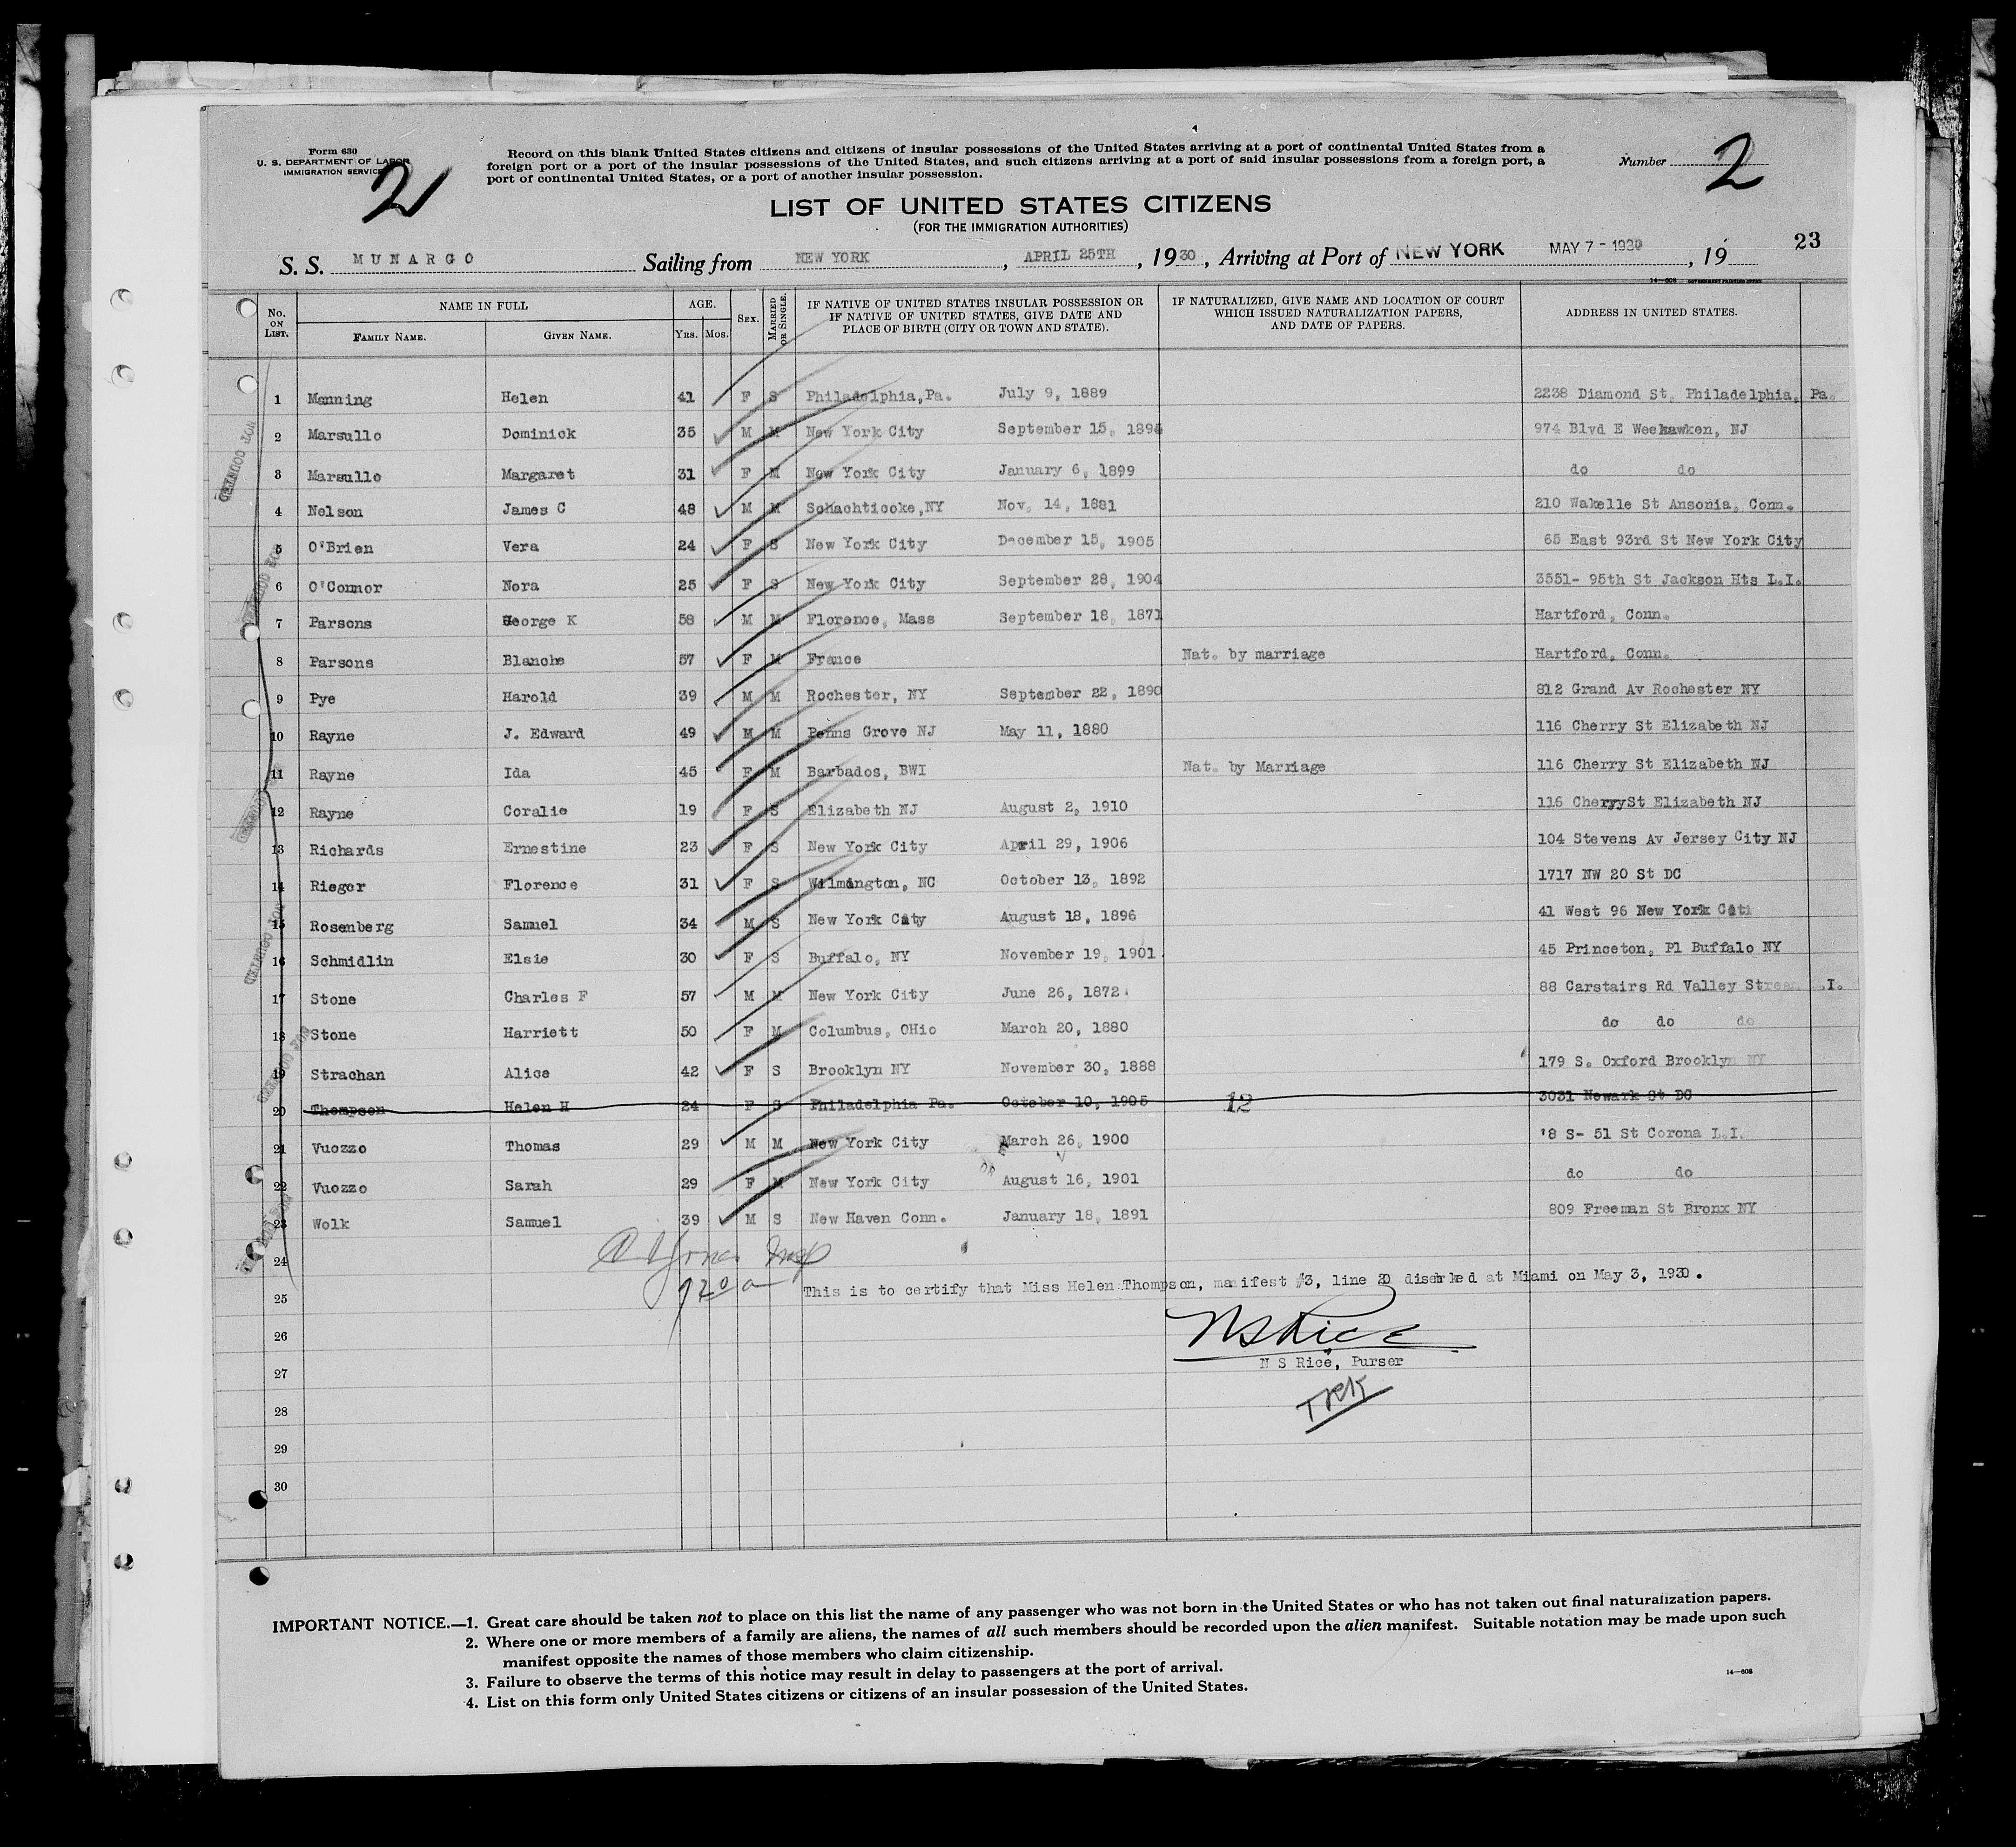 Form 630
U. S. DEPARTMENT OF LABOR
IMMIGRATION SERVICE
2
Record on this blank United States citizens and citizens of insular possessions of the United States arriving at a port of continental United States from a
foreign port or a port of the insular possessions of the United States, and such citizens arriving at a port of said insular possessions from a foreign port, a
port of continental United States, or a port of another insular possession.
Number 2
LIST OF UNITED STATES CITIZENS
(FOR THE IMMIGRATION AUTHORITIES)
S. S. MUNARGO Sailing from NEW YORK, APRIL 25TH, 1930, Arriving at Port of NEW YORK MAY 7 - 1930, 19 23
14—608 GOVERNMENT PRINTING OFFICE
No. ON LIST. NAME IN FULL FAMILY NAME. GIVEN NAME. AGE. YRS. MOS. SEX. MARRIED OR SINGLE. IF NATIVE OF UNITED STATES INSULAR POSSESSION OR IF NATIVE OF UNITED STATES, GIVE DATE AND PLACE OF BIRTH (CITY OR TOWN AND STATE). IF NATURALIZED, GIVE NAME AND LOCATION OF COURT WHICH ISSUED NATURALIZATION PAPERS, AND DATE OF PAPERS. ADDRESS IN UNITED STATES.
1 Manning Helen 41 F S Philadelphia,Pa. July 9, 1889 2238 Diamond St. Philadelphia, Pa.
2 Marsullo Dominick 35 M M New York City September 15, 1894 974 Blvd E Weehawken, NJ
3 Marsullo Margaret 31 F M New York City January 6, 1899 do do
4 Nelson James C 48 M M Schachticoke,NY Nov. 14, 1881 210 Wakelle St Ansonia, Conn.
5 O'Brien Vera 24 F S New York City December 15, 1905 65 East 93rd St New York City
6 O'Connor Nora 25 F S New York City September 28, 1904 3551- 95th St Jackson Hts L.I.
7 Parsons George K 58 M M Florence, Mass September 18, 1871 Hartford, Conn.
8 Parsons Blanche 57 F M France Nat. by marriage Hartford, Conn.
9 Pye Harold 39 M M Rochester, NY September 22, 1890 812 Grand Av Rochester NY
10 Rayne J. Edward 49 M M Penns Grove NJ May 11, 1880 116 Cherry St Elizabeth NJ
11 Rayne Ida 45 F M Barbados, BWI Nat. by Marriage 116 Cherry St Elizabeth NJ
12 Rayne Coralie 19 F S Elizabeth NJ August 2, 1910 116 CherrySt Elizabeth NJ
13 Richards Ernestine 23 F S New York City April 29, 1906 104 Stevens Av Jersey City NJ
14 Rieger Florence 31 F S Wilmington, NC October 13, 1892 1717 NW 20 St DC
15 Rosenberg Samuel 34 M S New York City August 18, 1896 41 West 96 New York Citi
16 Schmidlin Elsie 30 F S Buffalo, NY November 19, 1901 45 Princeton, Pl Buffalo NY
17 Stone Charles F 57 M M New York City June 26, 1872 88 Carstairs Rd Valley Stream L.I.
18 Stone Harriett 50 F M Columbus, OHio March 20, 1880 do do do
19 Strachan Alice 42 F S Brooklyn NY November 30, 1888 179 S. Oxford Brooklyn NY
20 Thompson Helen H 24 F S Philadelphia Pa. October 10, 1905 12 3031 Newark St DC
21 Vuozzo Thomas 29 M M New York City March 26, 1900 '8 S- 51 St Corona L.I.
22 Vuozzo Sarah 29 F M New York City August 16, 1901 do do
23 Wolk Samuel 39 M S New Haven Conn. January 18, 1891 809 Freeman St Bronx NY
24
25 This is to certify that Miss Helen Thompson, manifest #3, line 20 disembarked at Miami on May 3, 1930.
26
27 N S Rice, Purser
28
29
30
NOT COUNTED
IMPORTANT NOTICE.—1. Great care should be taken not to place on this list the name of any passenger who was not born in the United States or who has not taken out final naturalization papers.
2. Where one or more members of a family are aliens, the names of all such members should be recorded upon the alien manifest. Suitable notation may be made upon such
manifest opposite the names of those members who claim citizenship.
3. Failure to observe the terms of this notice may result in delay to passengers at the port of arrival.
4. List on this form only United States citizens or citizens of an insular possession of the United States.
14—608